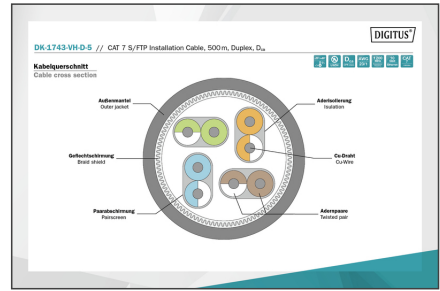 DIGITUS®
DK-1743-VH-D-5 // CAT 7 S/FTP Installation Cable, 500 m, Duplex, Dca
Kabelquerschnitt
Cable cross section
Außenmantel
Outer jacket
Aderisolierung
Isulation
Geflechtschirmung
Braid shield
Cu-Draht
Cu-Wire
Paarabschirmung
Pairscreen
Adernpaare
Twisted pair